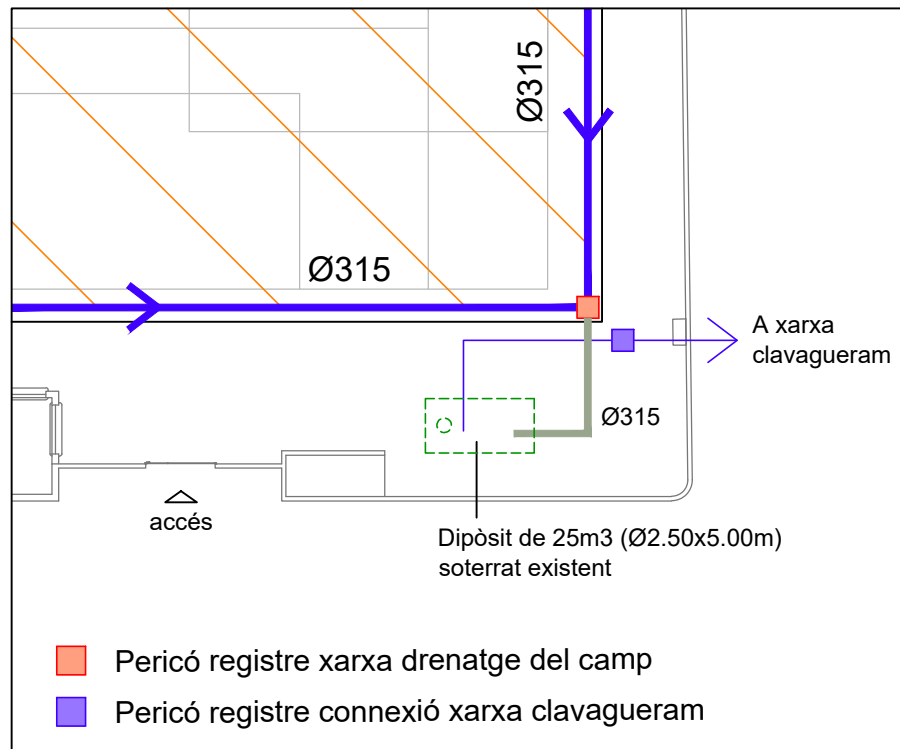 Ø315
Ø315
A xarxa
clavagueram
Ø315
accés
Dipòsit de 25m3 (Ø2.50x5.00m)
soterrat existent
Pericó registre xarxa drenatge del camp
Pericó registre connexió xarxa clavagueram